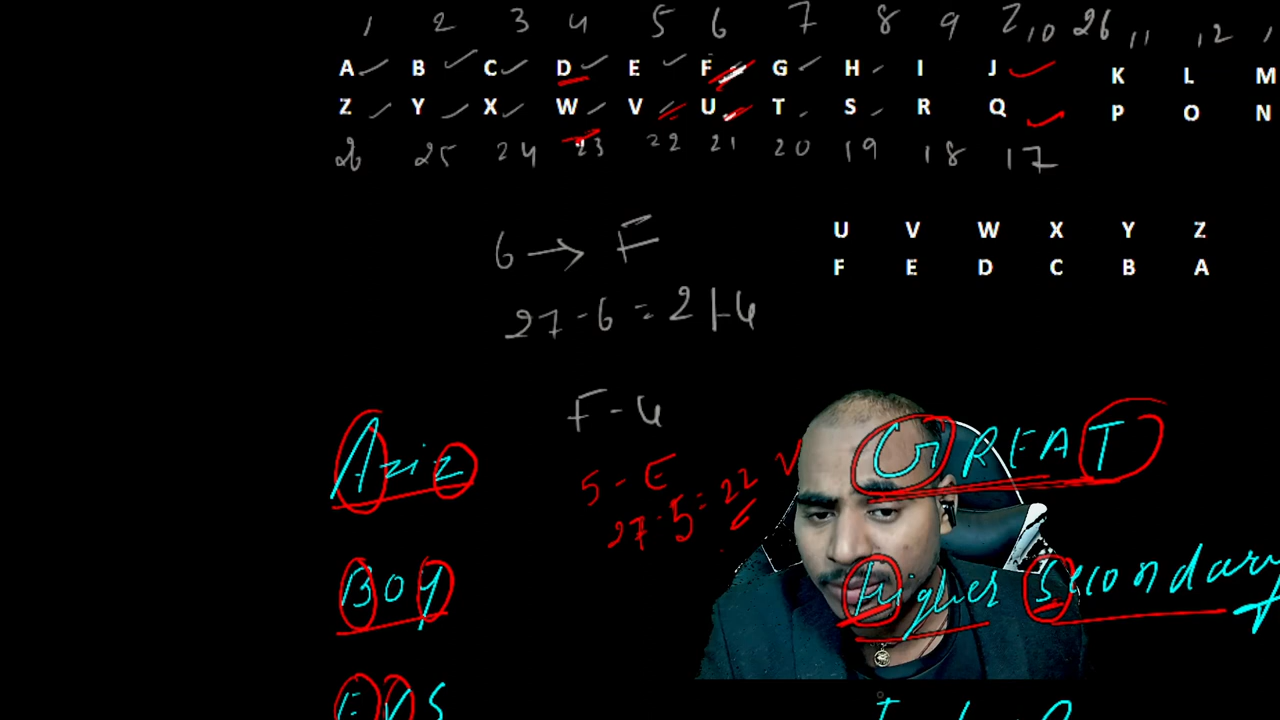 1 2 3 4 5 6 7 8 9 10 26 11 12
A B C D E F G H I J K L M
Z Y X W V U T S R Q P O N
26 25 24 23 22 21 20 19 18 17
6 → F
U V W X Y Z
F E D C B A
27-6 = 21-U
F-U
Aziz
GREAT
5-E
27-5=22 V
BOY
Higher Secondary